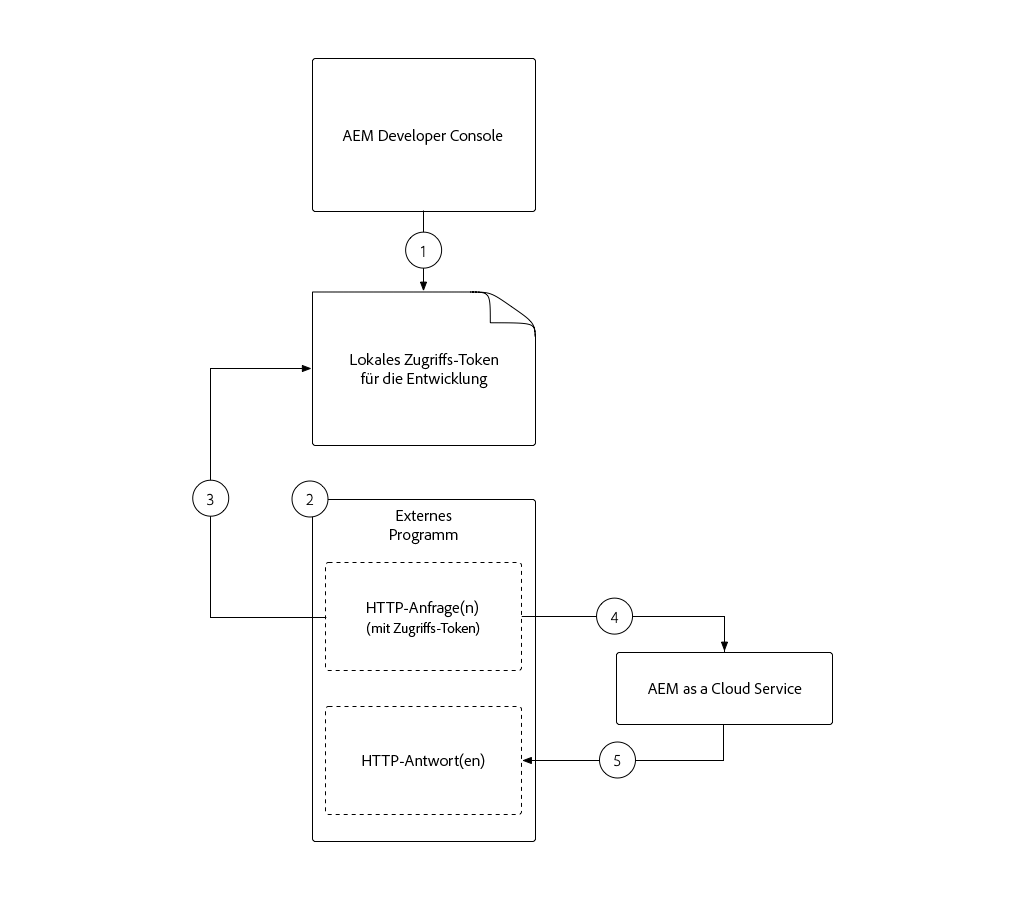 AEM Developer Console
1
Lokales Zugriffs-Token
für die Entwicklung
3
2
Externes
Programm
HTTP-Anfrage(n)
(mit Zugriffs-Token)
4
AEM as a Cloud Service
HTTP-Antwort(en)
5